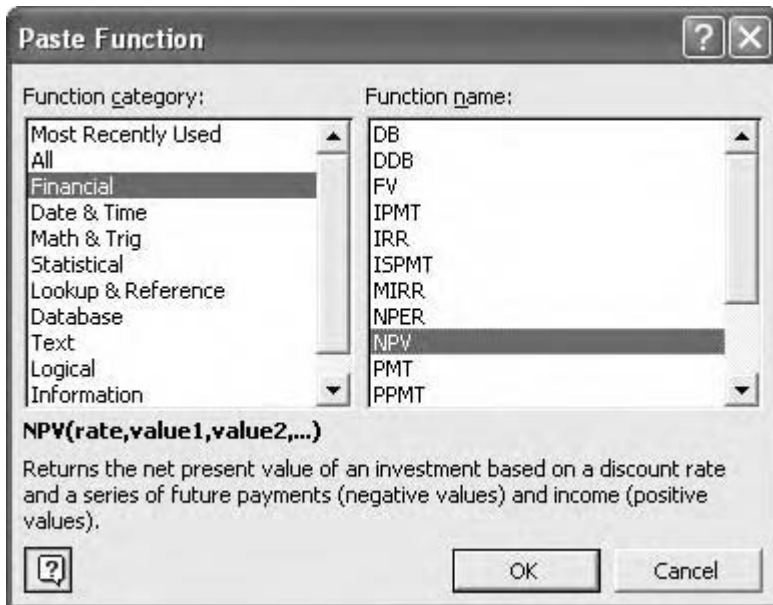 Paste Function
Function category:
Most Recently Used
All
Financial
Date & Time
Math & Trig
Statistical
Lookup & Reference
Database
Text
Logical
Information
Function name:
DB
DDB
FV
IPMT
IRR
ISPMT
MIRR
NPER
NPV
PMT
PPMT
NPV(rate,value1,value2,...)
Returns the net present value of an investment based on a discount rate
and a series of future payments (negative values) and income (positive
values).
OK Cancel